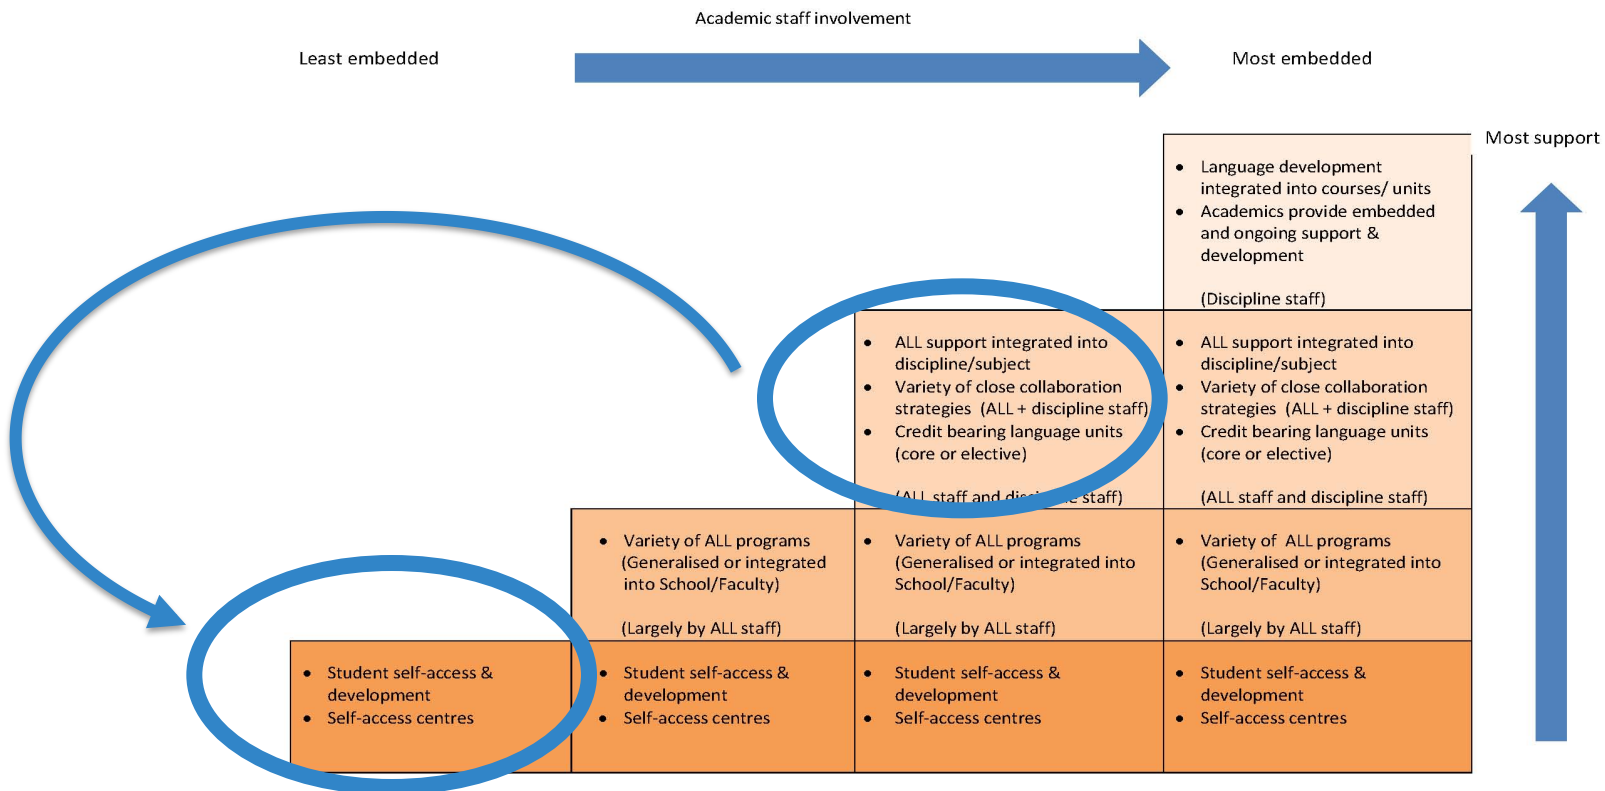 Academic staff involvement
Least embedded
Most embedded
Most support
• Language development
integrated into courses/ units
• Academics provide embedded
and ongoing support &
development
(Discipline staff)
• ALL support integrated into
discipline/subject
• Variety of close collaboration
strategies (ALL + discipline staff)
• Credit bearing language units
(core or elective)
(ALL staff and discipline staff)
• ALL support integrated into
discipline/subject
• Variety of close collaboration
strategies (ALL + discipline staff)
• Credit bearing language units
(core or elective)
(ALL staff and discipline staff)
• Variety of ALL programs
(Generalised or integrated
into School/Faculty)
(Largely by ALL staff)
• Variety of ALL programs
(Generalised or integrated into
School/Faculty)
(Largely by ALL staff)
• Variety of ALL programs
(Generalised or integrated into
School/Faculty)
(Largely by ALL staff)
• Student self-access &
development
• Self-access centres
• Student self-access &
development
• Self-access centres
• Student self-access &
development
• Self-access centres
• Student self-access &
development
• Self-access centres